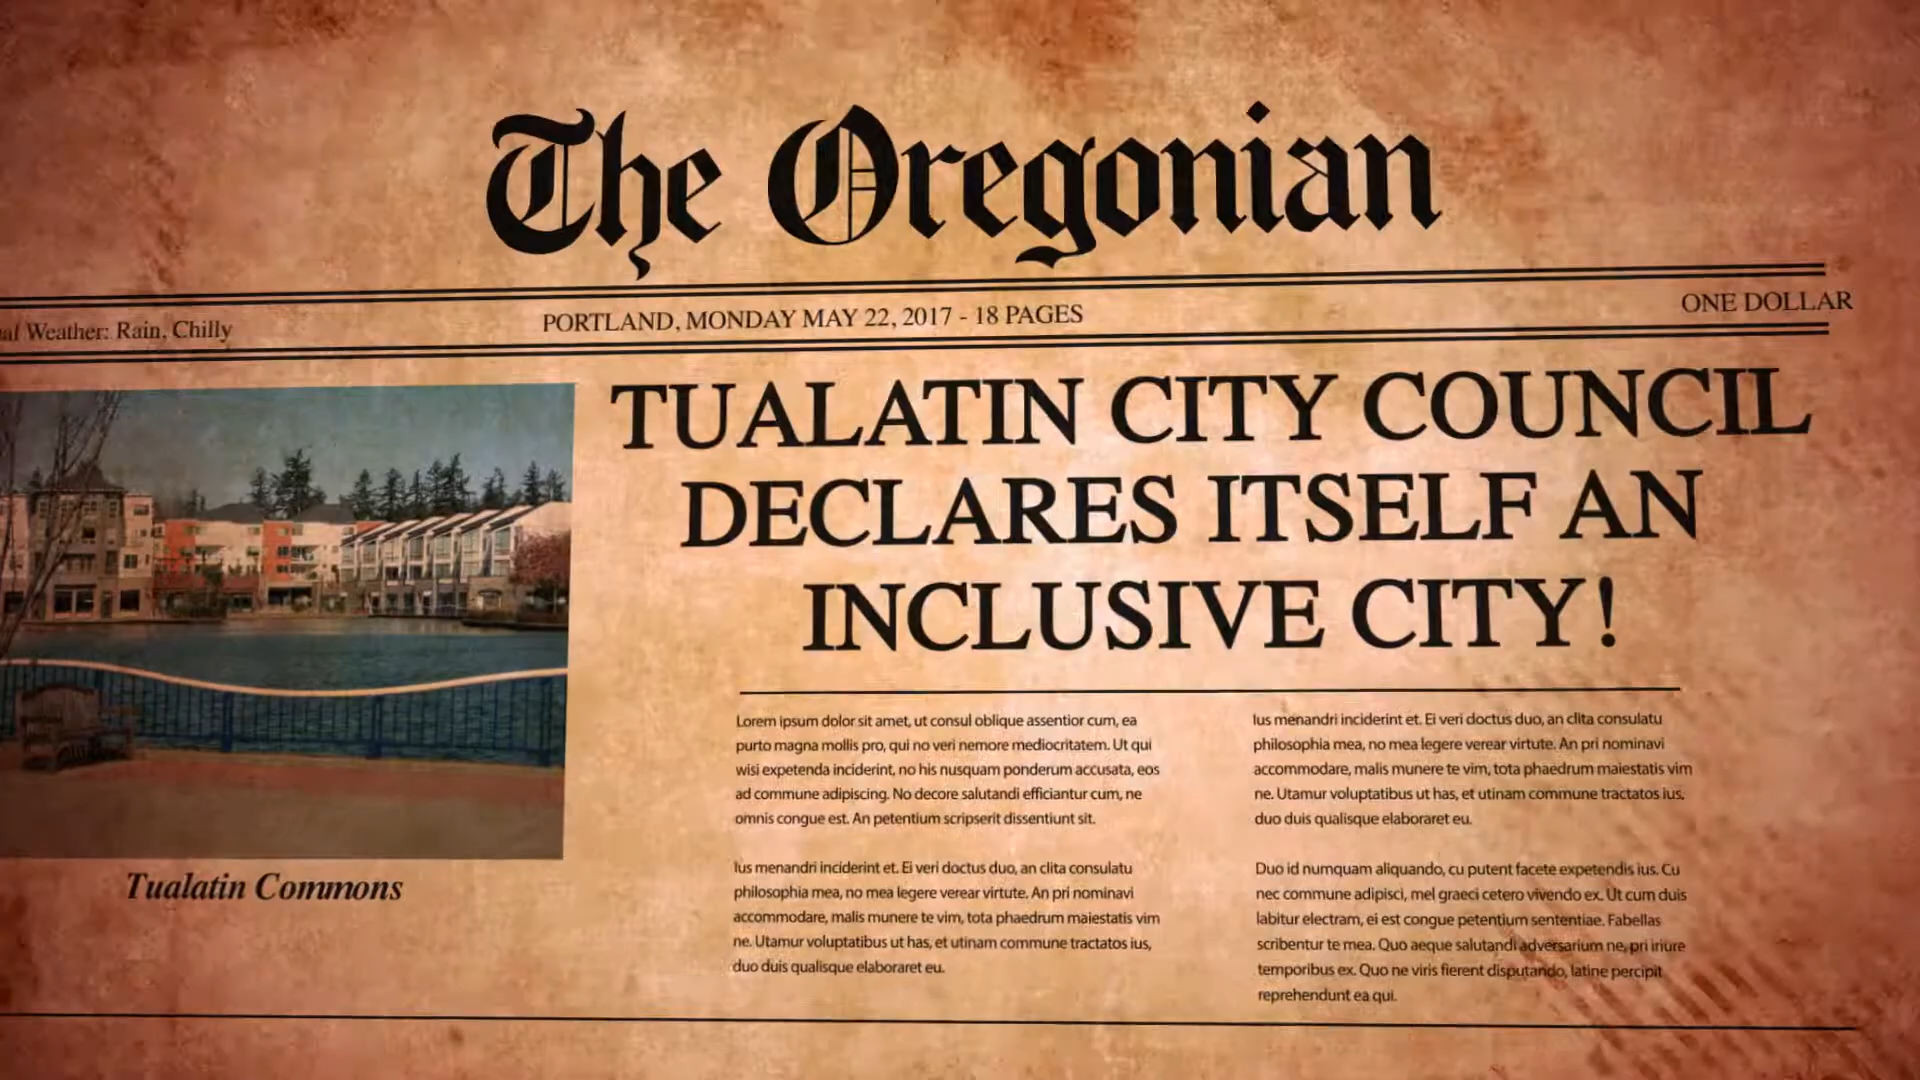 The Oregonian
Weather: Rain, Chilly
PORTLAND, MONDAY MAY 22, 2017 - 18 PAGES
ONE DOLLAR
TUALATIN CITY COUNCIL
DECLARES ITSELF AN
INCLUSIVE CITY!
Tualatin Commons
Lorem ipsum dolor sit amet, ut consul oblique assentior cum, ea
purto magna mollis pro, qui no veri nemore mediocritatem. Ut qui
wisi expetenda inciderint, no his nusquam ponderum accusata, eos
ad commune adipiscing. No decore salutandi efficiantur cum, ne
omnis congue est. An petentium scripserit dissentiunt sit.
Ius menandri inciderint et. Ei veri doctus duo, an clita consulatu
philosophia mea, no mea legere verear virtute. An pri nominavi
accommodare, malis munere te vim, tota phaedrum maiestatis vim
ne. Utamur voluptatibus ut has, et utinam commune tractatos ius,
duo duis qualisque elaboraret eu.
Ius menandri inciderint et. Ei veri doctus duo, an clita consulatu
philosophia mea, no mea legere verear virtute. An pri nominavi
accommodare, malis munere te vim, tota phaedrum maiestatis vim
ne. Utamur voluptatibus ut has, et utinam commune tractatos ius,
duo duis qualisque elaboraret eu.
Duo id numquam aliquando, cu putent facete expetendis ius. Cu
nec commune adipisci, mel graeci cetero vivendo ex. Ut cum duis
labitur electram, ei est congue petentium sententiae. Fabellas
scribentur te mea. Quo aeque salutandi adversarium ne, pri iriure
temporibus ex. Quo ne viris fierent disputando, latine percipit
reprehendunt ea qui.